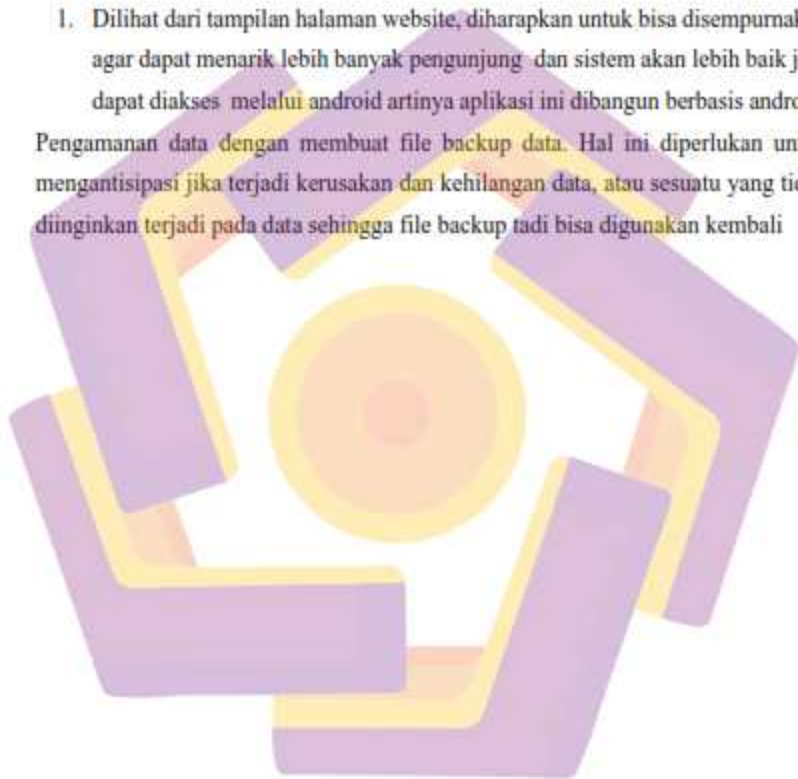 1. Dilihat dari tampilan halaman website, diharapkan untuk bisa disempurnak
agar dapat menarik lebih banyak pengunjung dan sistem akan lebih baik j
dapat diakses melalui android artinya aplikasi ini dibangun berbasis andro
Pengamanan data dengan membuat file backup data. Hal ini diperlukan un
mengantisipasi jika terjadi kerusakan dan kehilangan data, atau sesuatu yang tid
diinginkan terjadi pada data sehingga file backup tadi bisa digunakan kembali